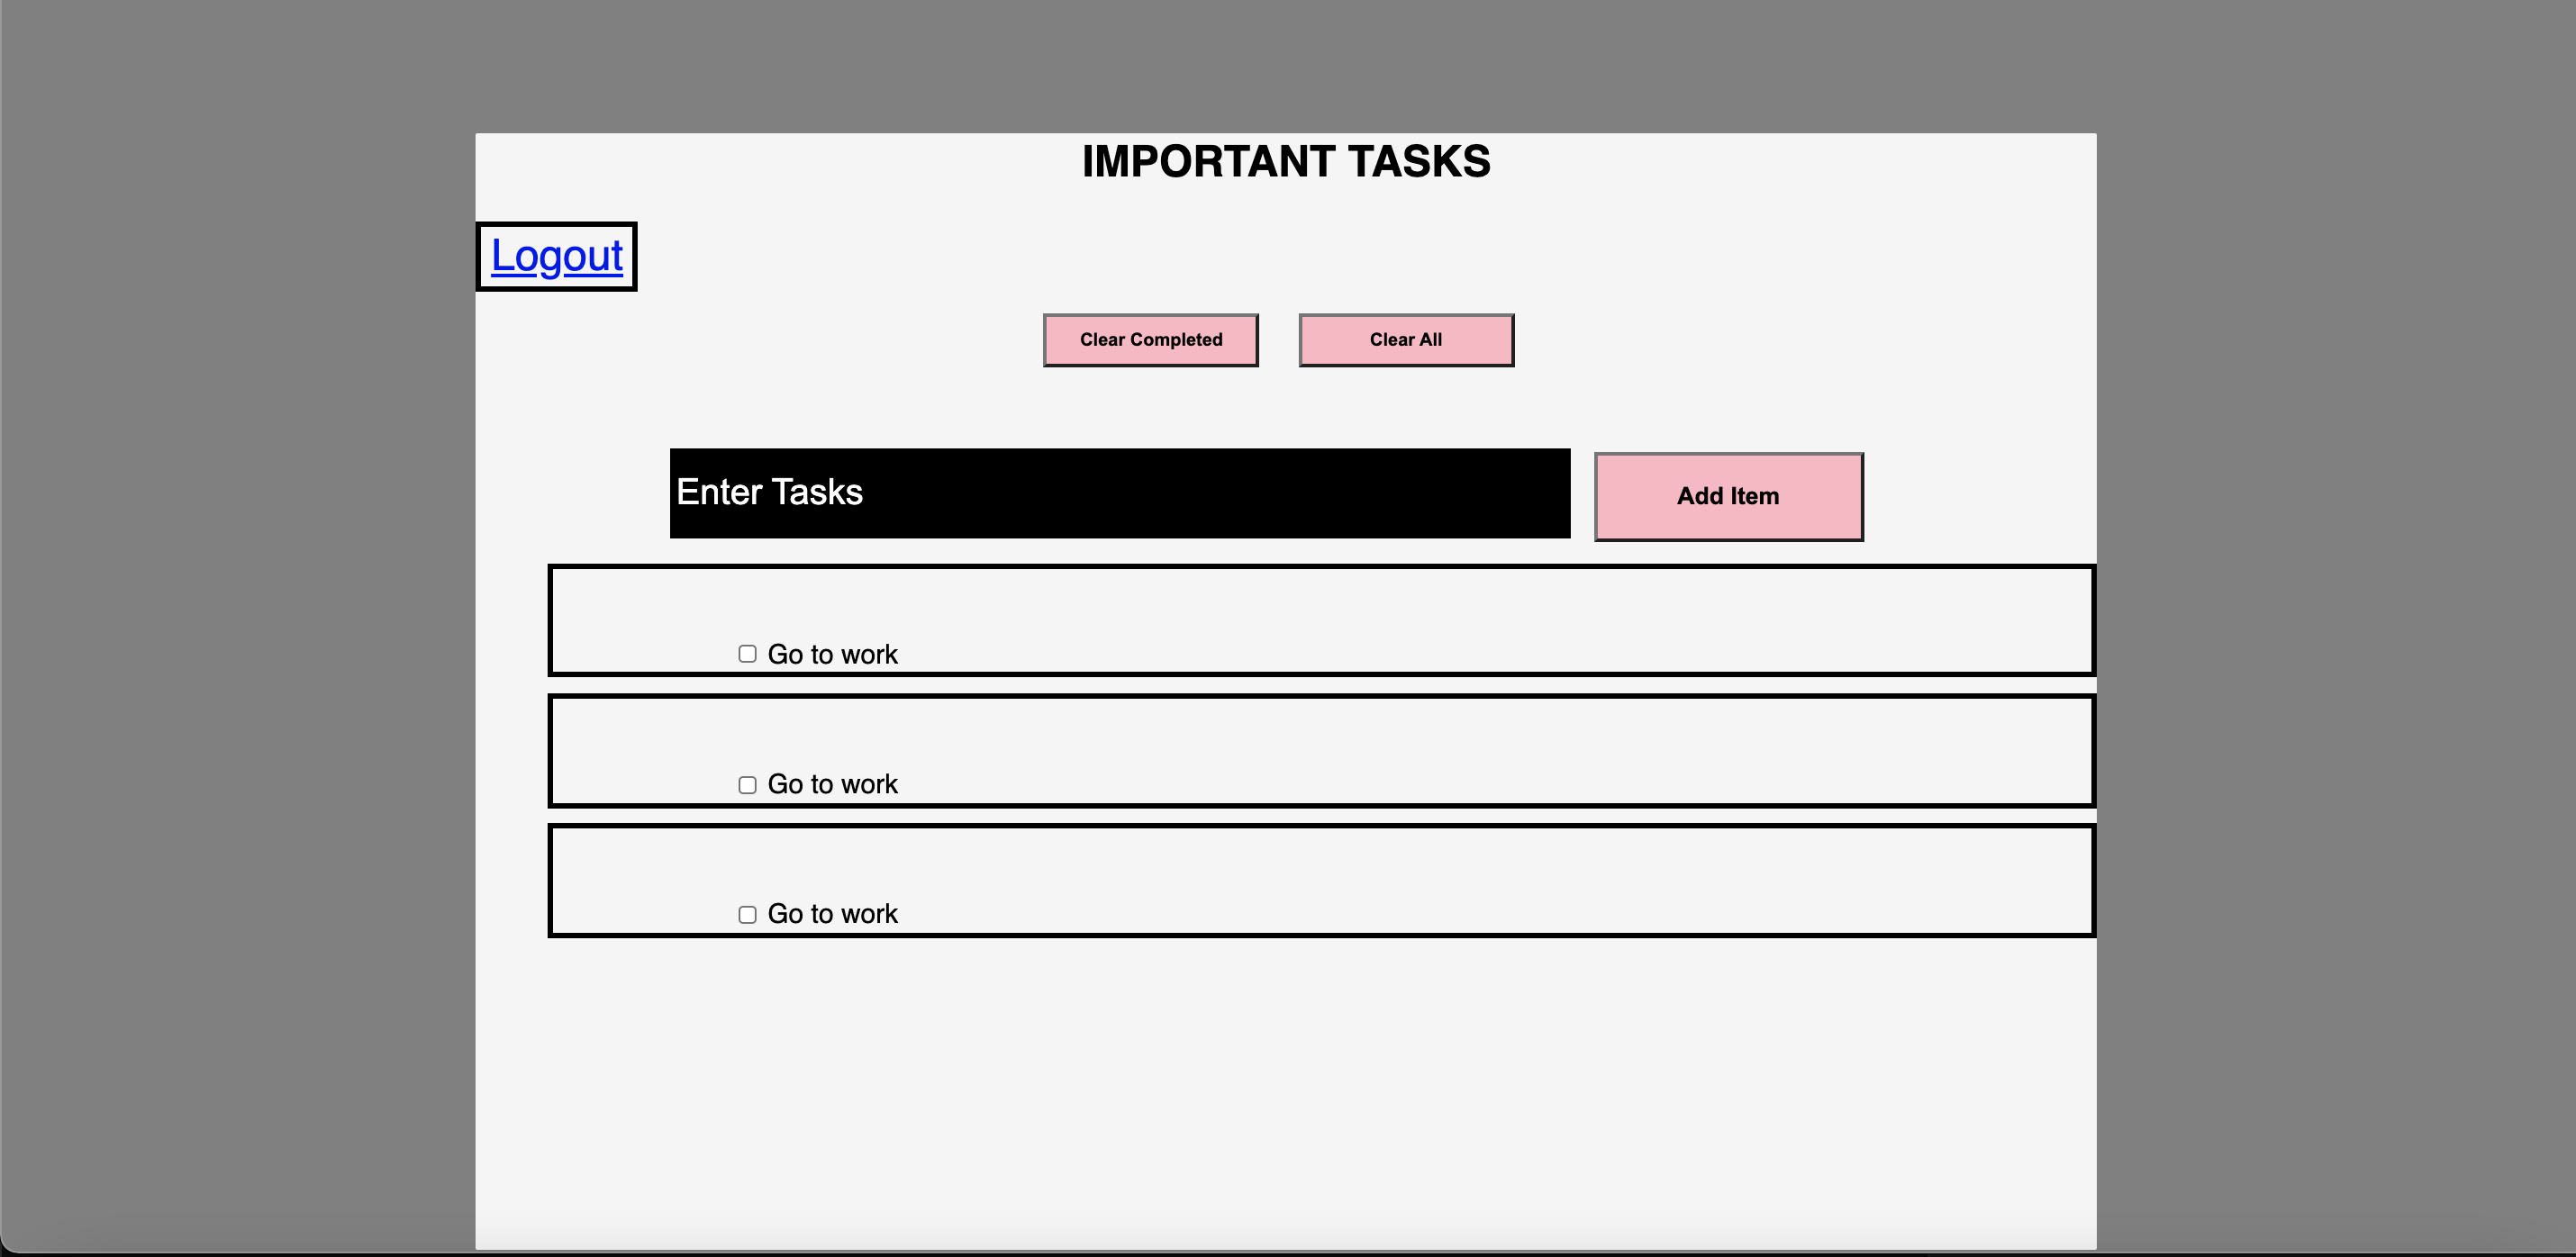 IMPORTANT TASKS
Logout
Clear Completed Clear All
Enter Tasks Add Item
Go to work
Go to work
Go to work